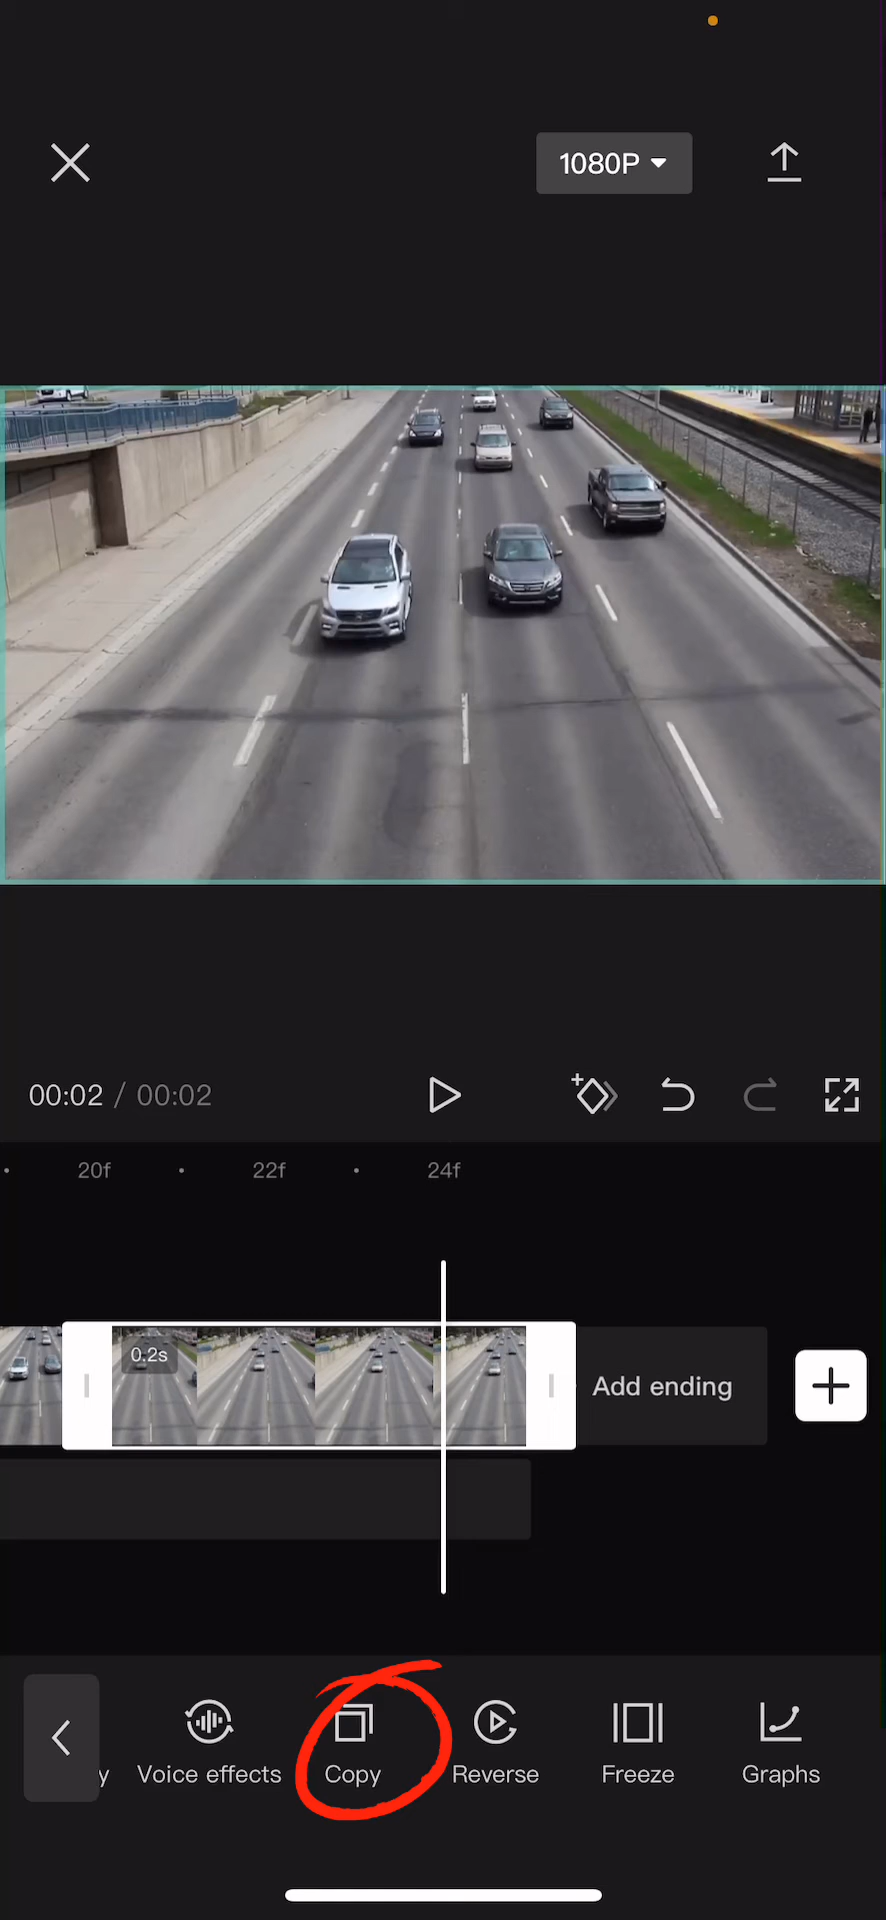 1080P
00:02 / 00:02
20f 22f 24f
0.2s
Add ending
y Voice effects Copy Reverse Freeze Graphs